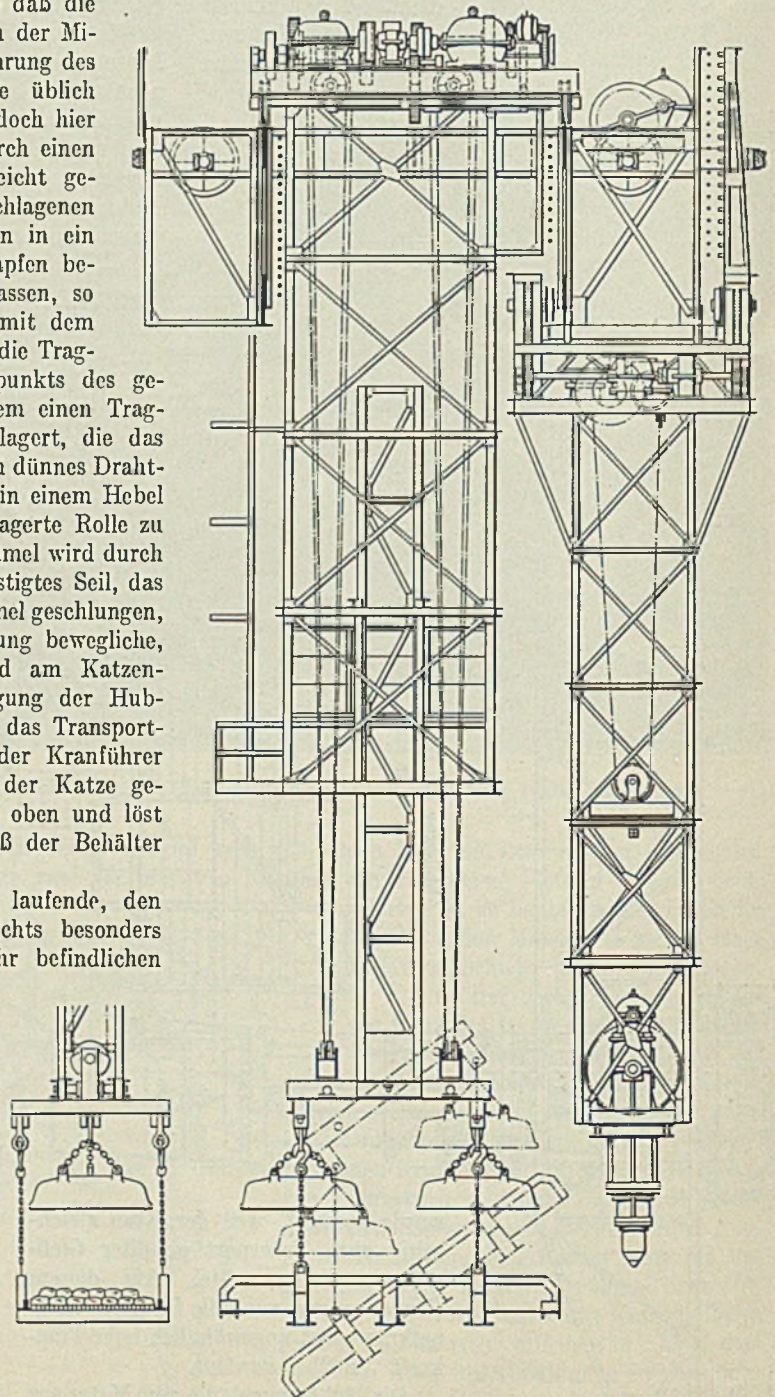 daß die
der Mi-
rung des
e üblich
doch hier
rch einen
eicht ge-
chlagenen
n in ein
apfen be-
assen, so
mit dem
die Trag-
punkts des ge-
em einen Trag-
lagert, die das
n dünnes Draht-
in einem Hebel
agerte Rolle zu
mel wird durch
stigtes Seil, das
nel geschlungen,
ung bewegliche,
d am Katzen-
gung der Hub-
das Transport-
der Kranführer
der Katze ge-
oben und löst
ß der Behälter
laufende, den
chts besonders
hr befindlichen